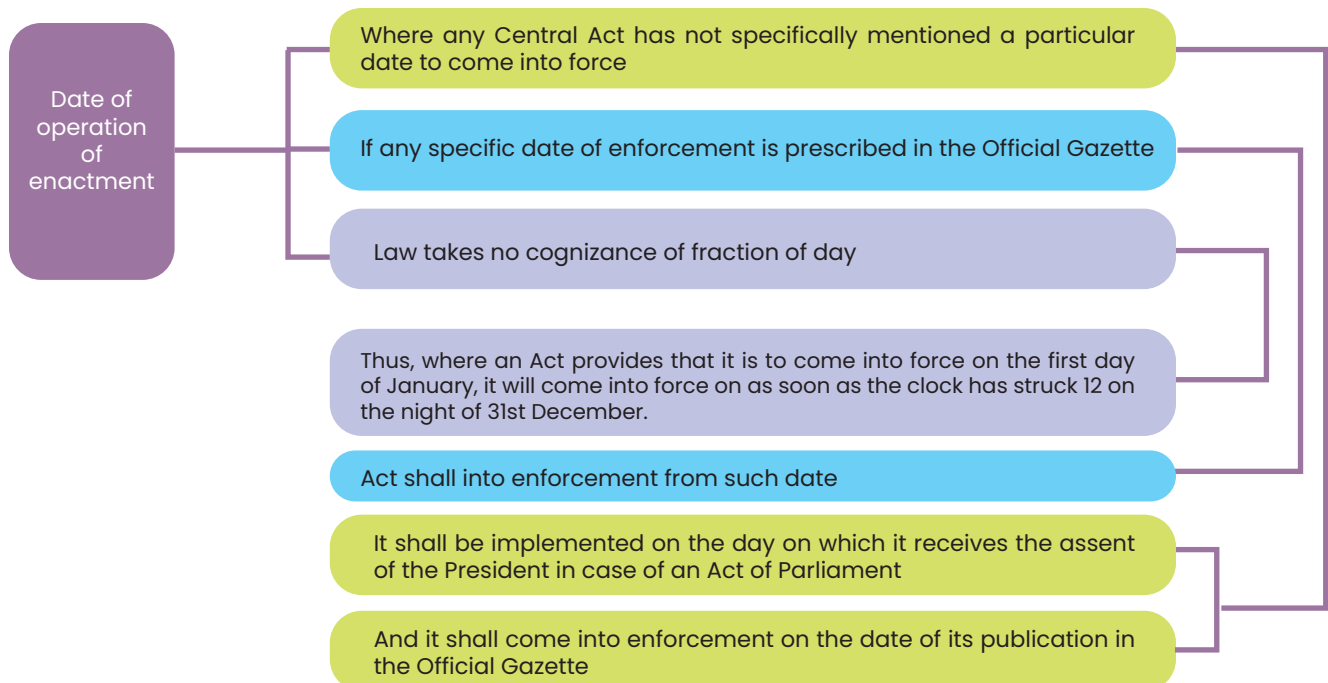 Date of
operation
of
enactment
Where any Central Act has not specifically mentioned a particular
date to come into force
If any specific date of enforcement is prescribed in the Official Gazette
Law takes no cognizance of fraction of day
Thus, where an Act provides that it is to come into force on the first day
of January, it will come into force on as soon as the clock has struck 12 on
the night of 31st December.
Act shall into enforcement from such date
It shall be implemented on the day on which it receives the assent
of the President in case of an Act of Parliament
And it shall come into enforcement on the date of its publication in
the Official Gazette